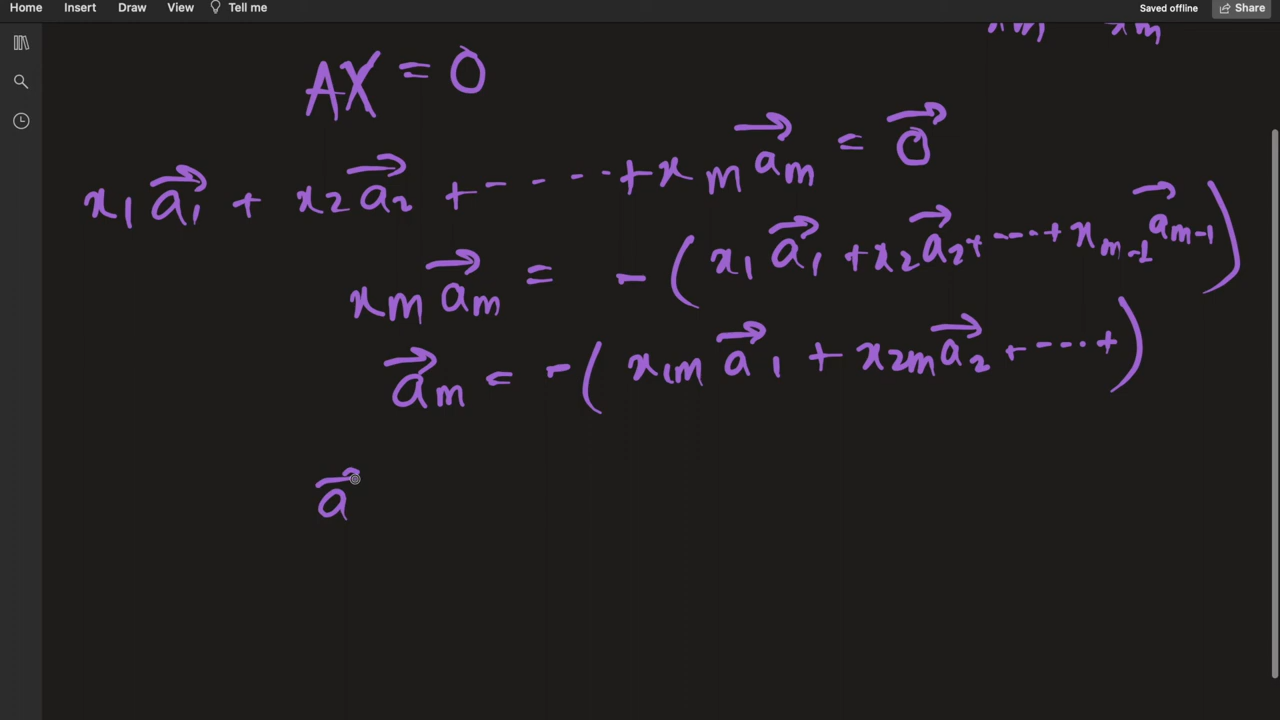 Home Insert Draw View Tell me Saved offline Share
AX = 0
x₁a⃗₁ + x₂a⃗₂ + ----- + xₘa⃗ₘ = 0⃗
xₘa⃗ₘ = -(x₁a⃗₁ + x₂a⃗₂ + ---- + xₘ₋₁a⃗ₘ₋₁)
a⃗ₘ = -(x₁ₘa⃗₁ + x₂ₘa⃗₂ + ---- +)
a⃗